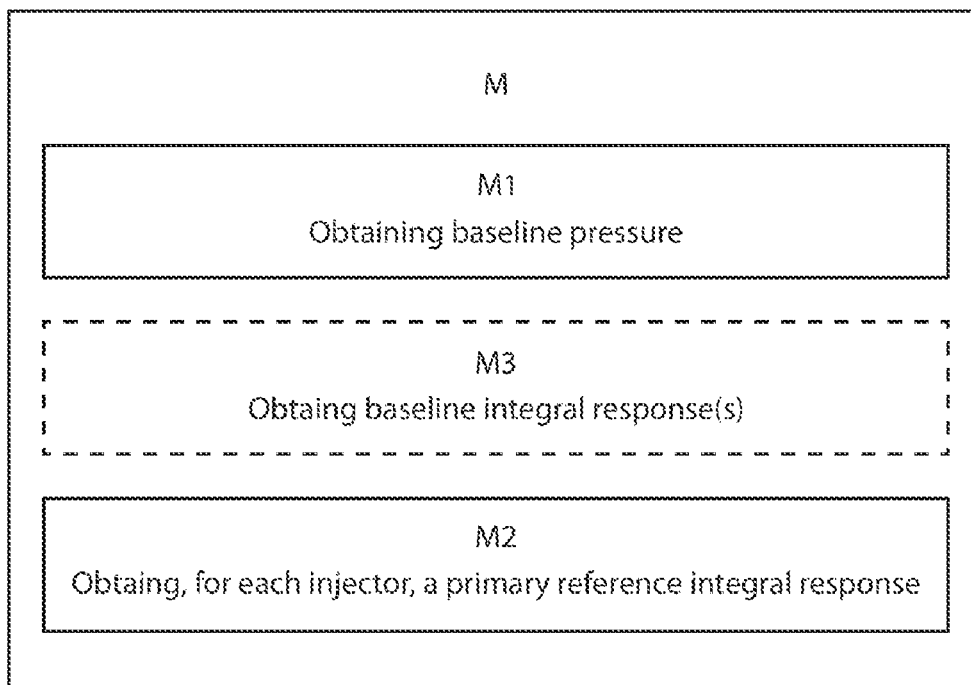 M
M1
Obtaining baseline pressure
M3
Obtaing baseline integral response(s)
M2
Obtaing, for each injector, a primary reference integral response